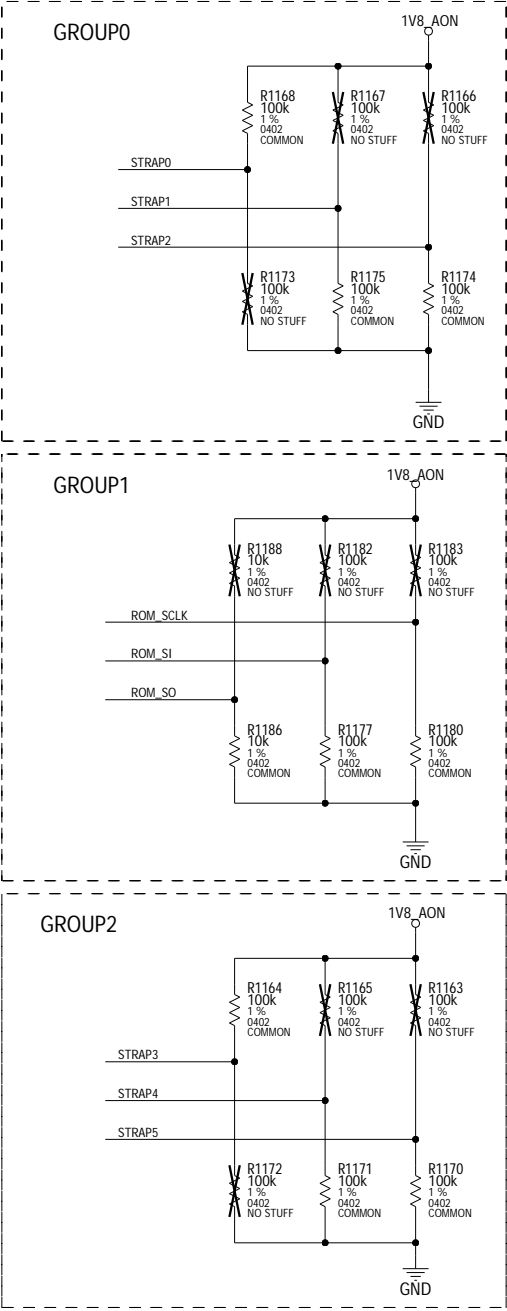 GROUP0
1V8_AON
R1168
100k
1 %
0402
COMMON
R1167
100k
1 %
0402
NO STUFF
R1166
100k
1 %
0402
NO STUFF
STRAP0
STRAP1
STRAP2
R1173
100k
1 %
0402
NO STUFF
R1175
100k
1 %
0402
COMMON
R1174
100k
1 %
0402
COMMON
GND
GROUP1
1V8_AON
R1188
10k
1 %
0402
NO STUFF
R1182
100k
1 %
0402
NO STUFF
R1183
100k
1 %
0402
NO STUFF
ROM_SCLK
ROM_SI
ROM_SO
R1186
10k
1 %
0402
COMMON
R1177
100k
1 %
0402
COMMON
R1180
100k
1 %
0402
COMMON
GND
GROUP2
1V8_AON
R1164
100k
1 %
0402
COMMON
R1165
100k
1 %
0402
NO STUFF
R1163
100k
1 %
0402
NO STUFF
STRAP3
STRAP4
STRAP5
R1172
100k
1 %
0402
NO STUFF
R1171
100k
1 %
0402
COMMON
R1170
100k
1 %
0402
COMMON
GND